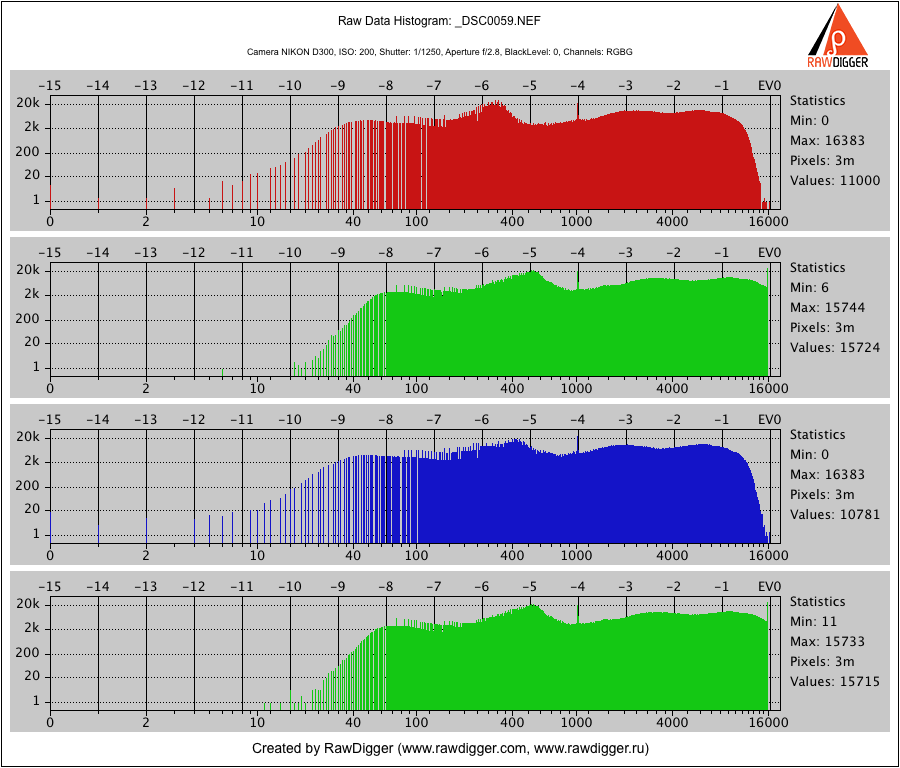 Raw Data Histogram: _DSC0059.NEF
Camera NIKON D300, ISO: 200, Shutter: 1/1250, Aperture f/2.8, BlackLevel: 0, Channels: RGBG
ρ
RAWDIGGER
-15 -14 -13 -12 -11 -10 -9 -8 -7 -6 -5 -4 -3 -2 -1 EV0
20k
2k
200
20
1
0 2 10 40 100 400 1000 4000 16000
Statistics
Min: 0
Max: 16383
Pixels: 3m
Values: 11000
-15 -14 -13 -12 -11 -10 -9 -8 -7 -6 -5 -4 -3 -2 -1 EV0
20k
2k
200
20
1
0 2 10 40 100 400 1000 4000 16000
Statistics
Min: 6
Max: 15744
Pixels: 3m
Values: 15724
-15 -14 -13 -12 -11 -10 -9 -8 -7 -6 -5 -4 -3 -2 -1 EV0
20k
2k
200
20
1
0 2 10 40 100 400 1000 4000 16000
Statistics
Min: 0
Max: 16383
Pixels: 3m
Values: 10781
-15 -14 -13 -12 -11 -10 -9 -8 -7 -6 -5 -4 -3 -2 -1 EV0
20k
2k
200
20
1
0 2 10 40 100 400 1000 4000 16000
Statistics
Min: 11
Max: 15733
Pixels: 3m
Values: 15715
Created by RawDigger (www.rawdigger.com, www.rawdigger.ru)